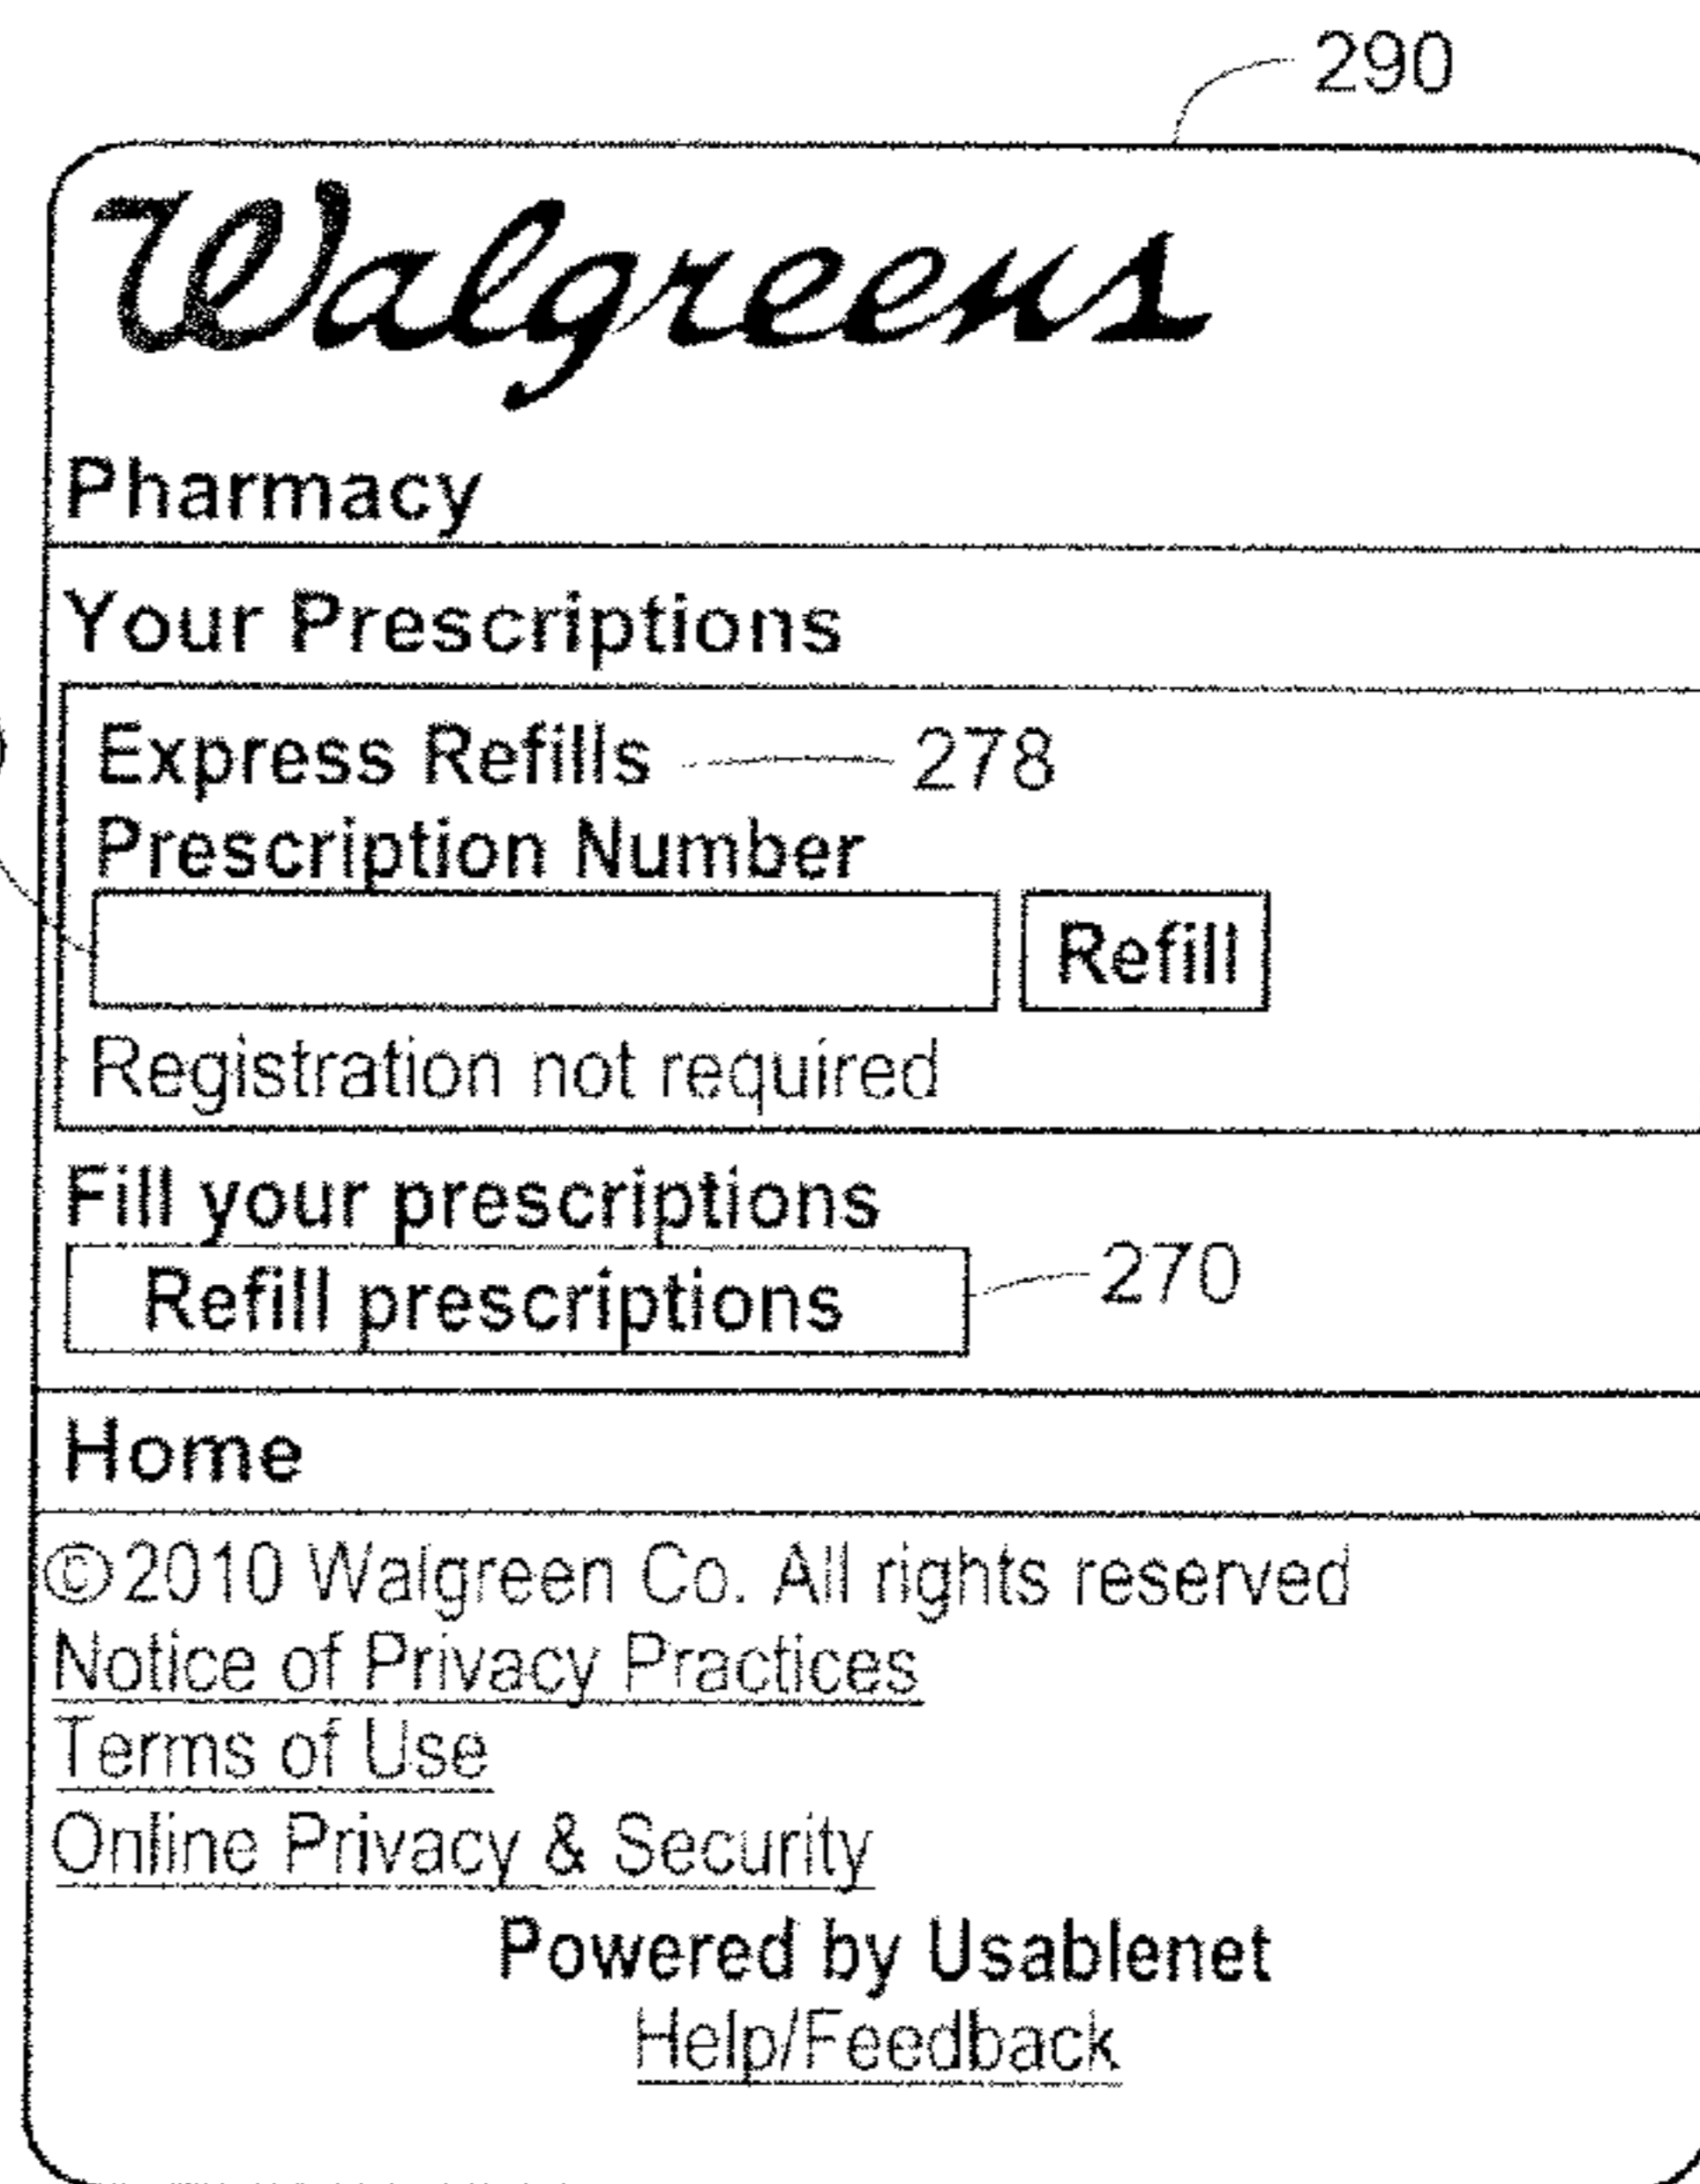 290
Walgreens
Pharmacy
Your Prescriptions
Express Refills 278
Prescription Number
Refill
Registration not required
Fill your prescriptions
Refill prescriptions 270
Home
©2010 Walgreen Co. All rights reserved
Notice of Privacy Practices
Terms of Use
Online Privacy & Security
Powered by Usablenet
Help/Feedback